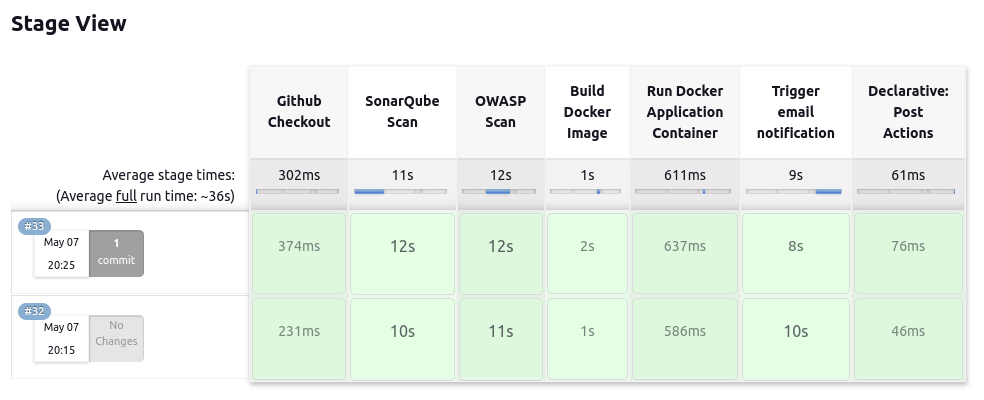 Stage View
Github
Checkout
SonarQube
Scan
OWASP
Scan
Build
Docker
Image
Run Docker
Application
Container
Trigger
email
notification
Declarative:
Post
Actions
Average stage times:
(Average full run time: ~36s)
302ms
11s
12s
1s
611ms
9s
61ms
#33
May 07
20:25
1
commit
374ms
12s
12s
2s
637ms
8s
76ms
#32
May 07
20:15
No
Changes
231ms
10s
11s
1s
586ms
10s
46ms